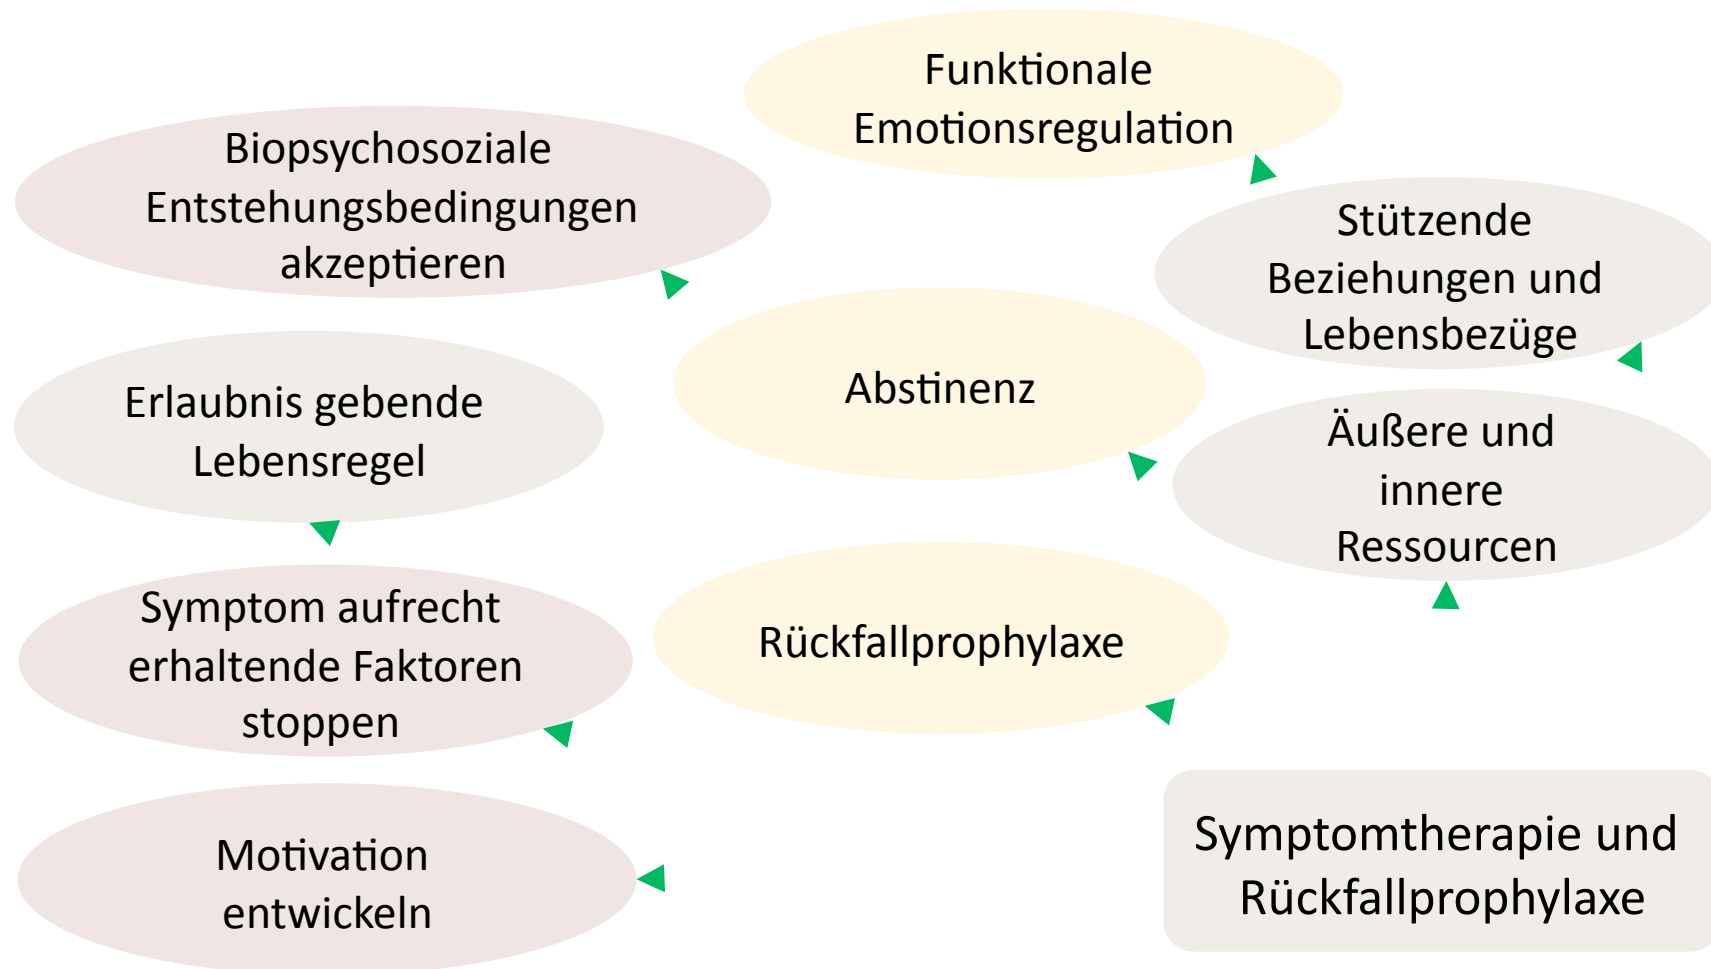 Funktionale
Emotionsregulation
Biopsychosoziale
Entstehungsbedingungen
akzeptieren
Stützende
Beziehungen und
Lebensbezüge
Abstinenz
Erlaubnis gebende
Lebensregel
Äußere und
innere
Ressourcen
Symptom aufrecht
erhaltende Faktoren
stoppen
Rückfallprophylaxe
Motivation
entwickeln
Symptomtherapie und
Rückfallprophylaxe